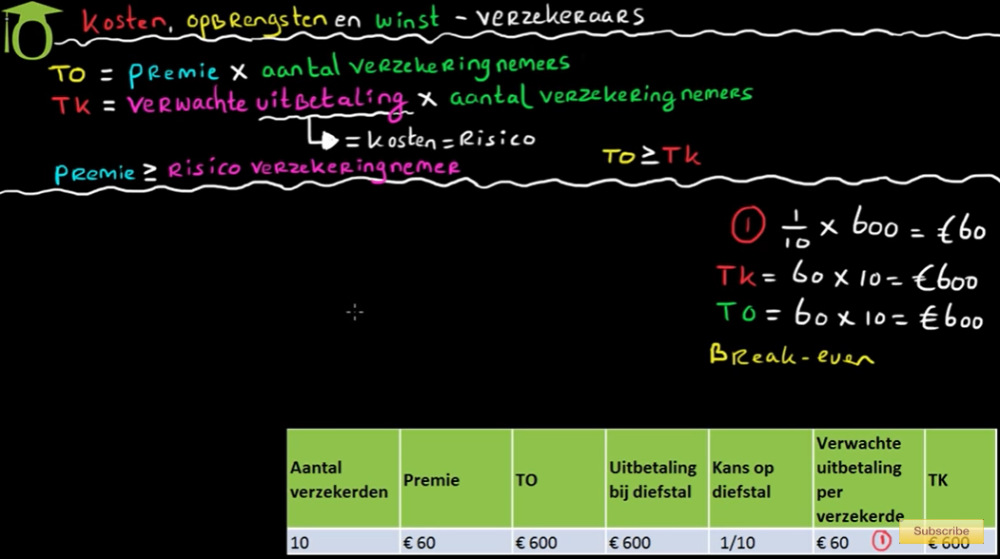 Kosten, opbrengsten en winst - verzekeraars
TO = premie x aantal verzekeringnemers
TK = verwachte uitbetaling x aantal verzekeringnemers
= kosten = risico
TO ≥ TK
premie ≥ risico verzekeringnemer
1 1/10 x 600 = €60
TK = 60 x 10 = €600
TO = 60 x 10 = €600
Break-even
Aantal verzekerden Premie TO Uitbetaling bij diefstal Kans op diefstal Verwachte uitbetaling per verzekerde TK
10 € 60 € 600 € 600 1/10 € 60 1 € 600
Subscribe